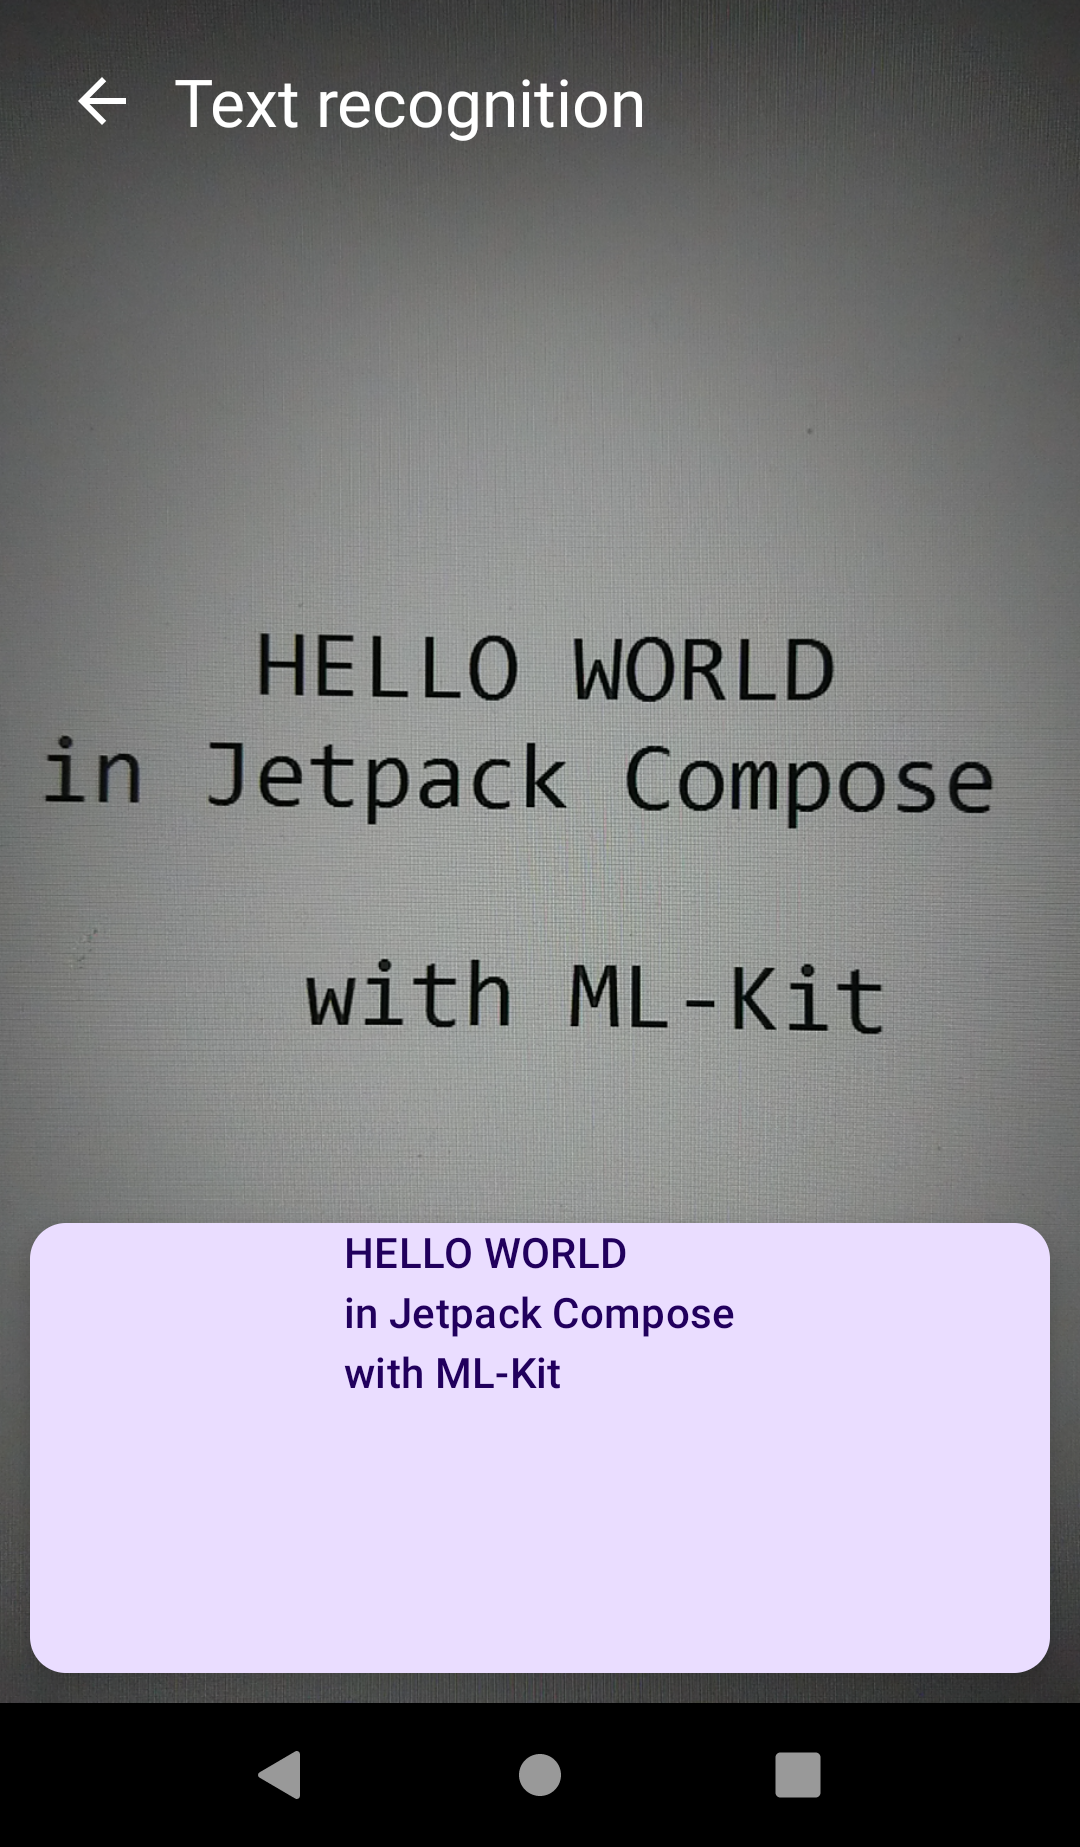 Text recognition
HELLO WORLD
in Jetpack Compose
with ML-Kit
HELLO WORLD
in Jetpack Compose
with ML-Kit